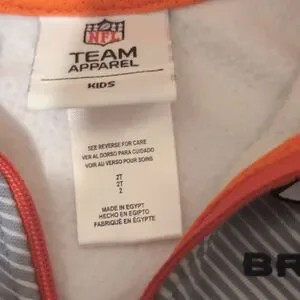 NFL
TEAM
APPAREL
KIDS
SEE REVERSE FOR CARE
VER AL DORSO PARA CUIDADO
VOIR AU VERSO POUR SOINS
2T
2T
2
MADE IN EGYPT
HECHO EN EGIPTO
FABRIQUÉ EN ÉGYPTE
BR